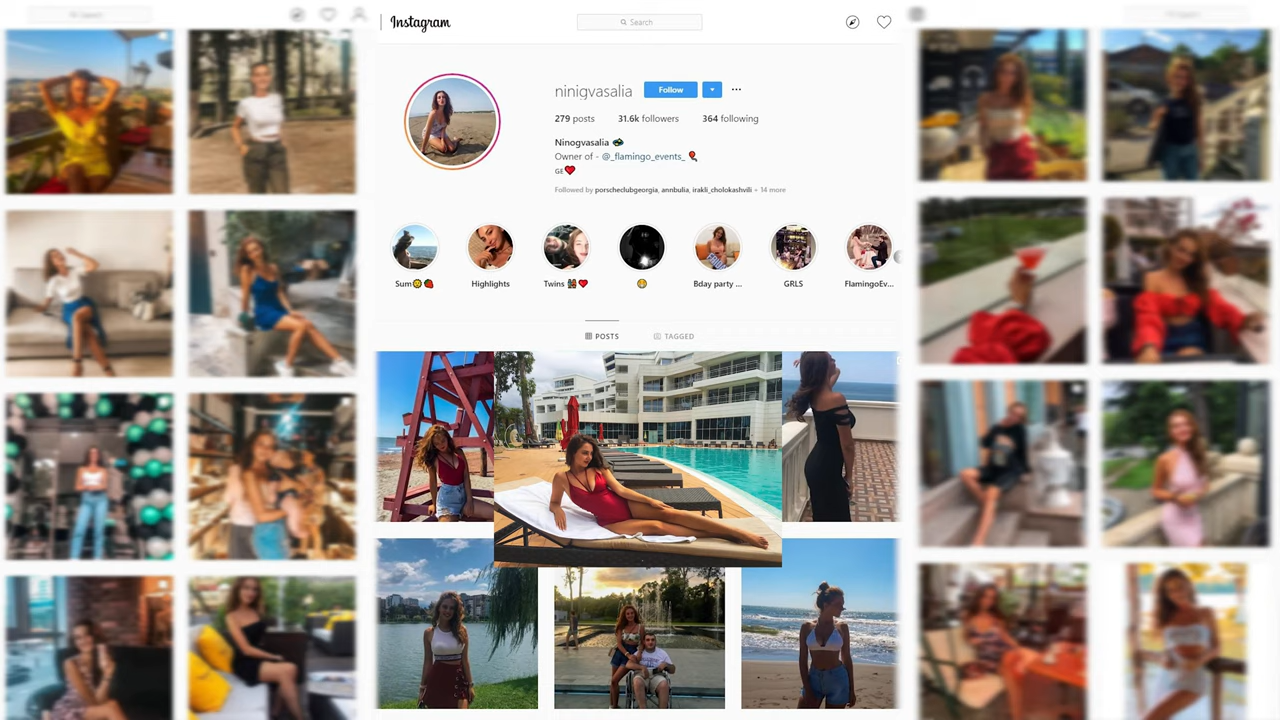 Instagram
Search
ninigvasalia Follow
279 posts 31.6k followers 364 following
Ninogvasalia
Owner of - @_flamingo_events_
GE
Followed by porscheclubgeorgia, annbulia, irakli_cholokashvili + 14 more
Sum Highlights Twins Bday party ... GRLS FlamingoEv...
POSTS TAGGED